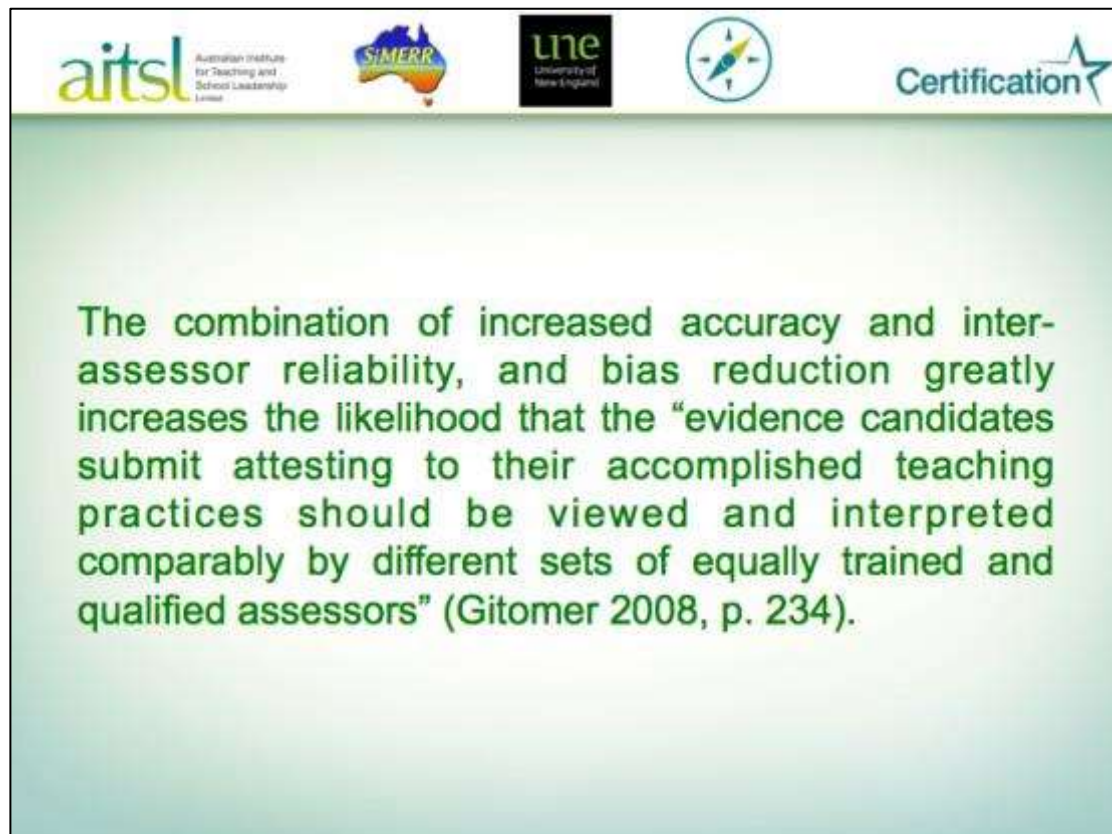 aitsl
Australian Institute
for Teaching and
School Leadership
Limited
SiMERR
une
University of
New England
Certification
The combination of increased accuracy and inter-
assessor reliability, and bias reduction greatly
increases the likelihood that the “evidence candidates
submit attesting to their accomplished teaching
practices should be viewed and interpreted
comparably by different sets of equally trained and
qualified assessors” (Gitomer 2008, p. 234).